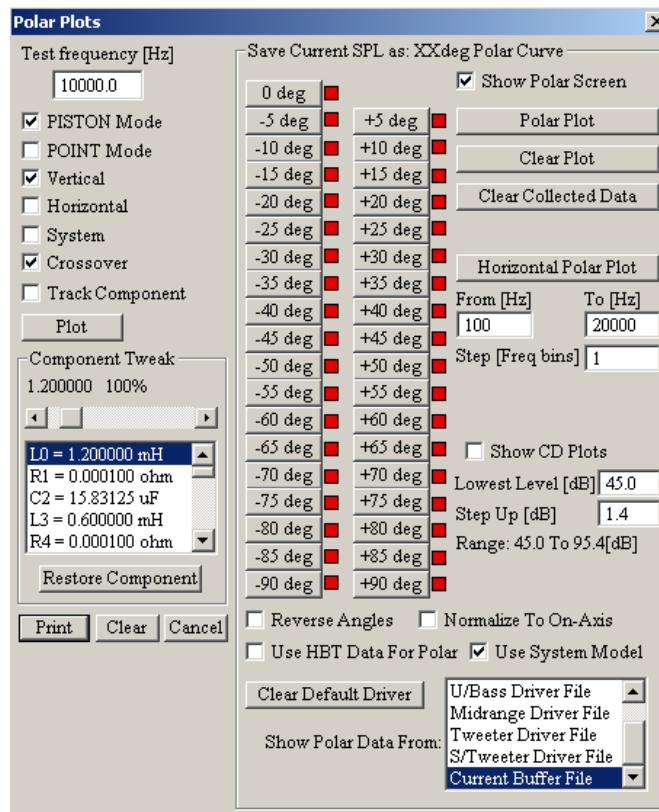 Polar Plots
Test frequency [Hz]
10000.0
PISTON Mode
POINT Mode
Vertical
Horizontal
System
Crossover
Track Component
Plot
Component Tweak
1.200000 100%
L0 = 1.200000 mH
R1 = 0.000100 ohm
C2 = 15.83125 uF
L3 = 0.600000 mH
R4 = 0.000100 ohm
Restore Component
Print Clear Cancel
Save Current SPL as: XXdeg Polar Curve
0 deg
-5 deg +5 deg
-10 deg +10 deg
-15 deg +15 deg
-20 deg +20 deg
-25 deg +25 deg
-30 deg +30 deg
-35 deg +35 deg
-40 deg +40 deg
-45 deg +45 deg
-50 deg +50 deg
-55 deg +55 deg
-60 deg +60 deg
-65 deg +65 deg
-70 deg +70 deg
-75 deg +75 deg
-80 deg +80 deg
-85 deg +85 deg
-90 deg +90 deg
Show Polar Screen
Polar Plot
Clear Plot
Clear Collected Data
Horizontal Polar Plot
From [Hz] To [Hz]
100 20000
Step [Freq bins] 1
Show CD Plots
Lowest Level [dB] 45.0
Step Up [dB] 1.4
Range: 45.0 To 95.4[dB]
Reverse Angles Normalize To On-Axis
Use HBT Data For Polar Use System Model
Clear Default Driver
Show Polar Data From:
U/Bass Driver File
Midrange Driver File
Tweeter Driver File
S/Tweeter Driver File
Current Buffer File